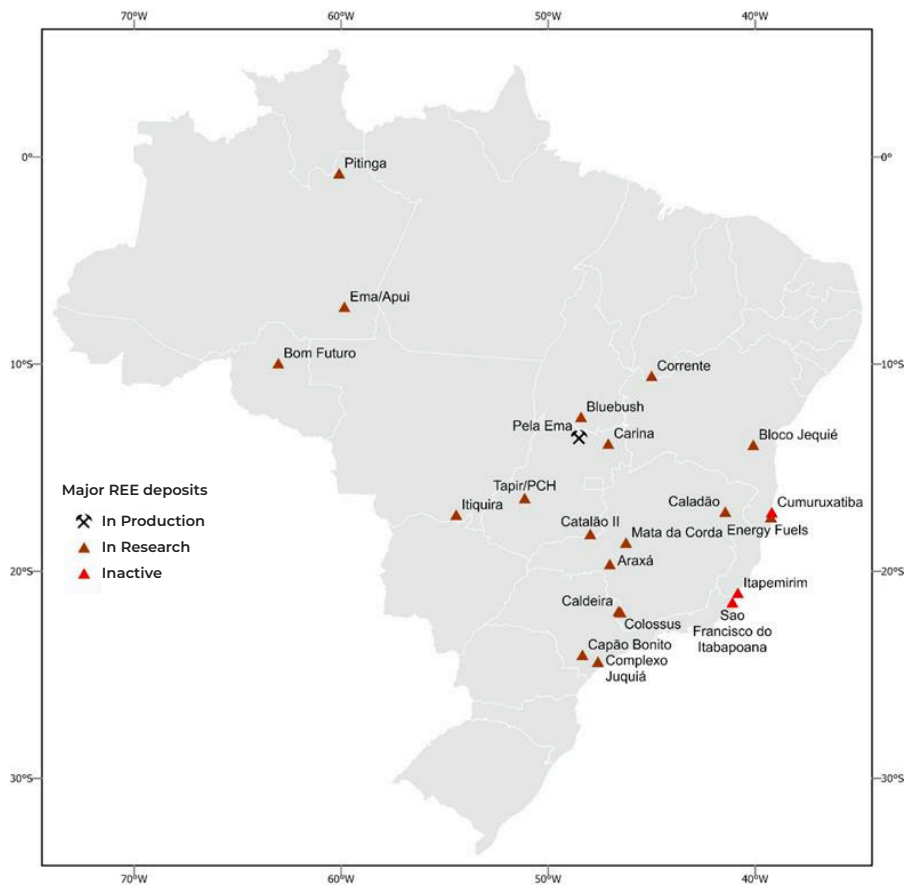 60°W
50°W
40°W
0°
0°
Pitinga
Ema/Apui
Bom Futuro
10°S
10°S
Corrente
Bluebush
Pela Ema
Carina
Bloco Jequié
Major REE deposits
In Production
In Research
Inactive
Tapir/PCH
Itiquira
Caladão
Cumuruxatiba
Catalão II
Mata da Corda
Energy Fuels
Araxá
20°S
20°S
Itapemirim
Caldeira
Colossus
Sao
Francisco do
Itabapoana
Capão Bonito
Complexo
Juquiá
30°S
30°S
70°W
60°W
50°W
40°W